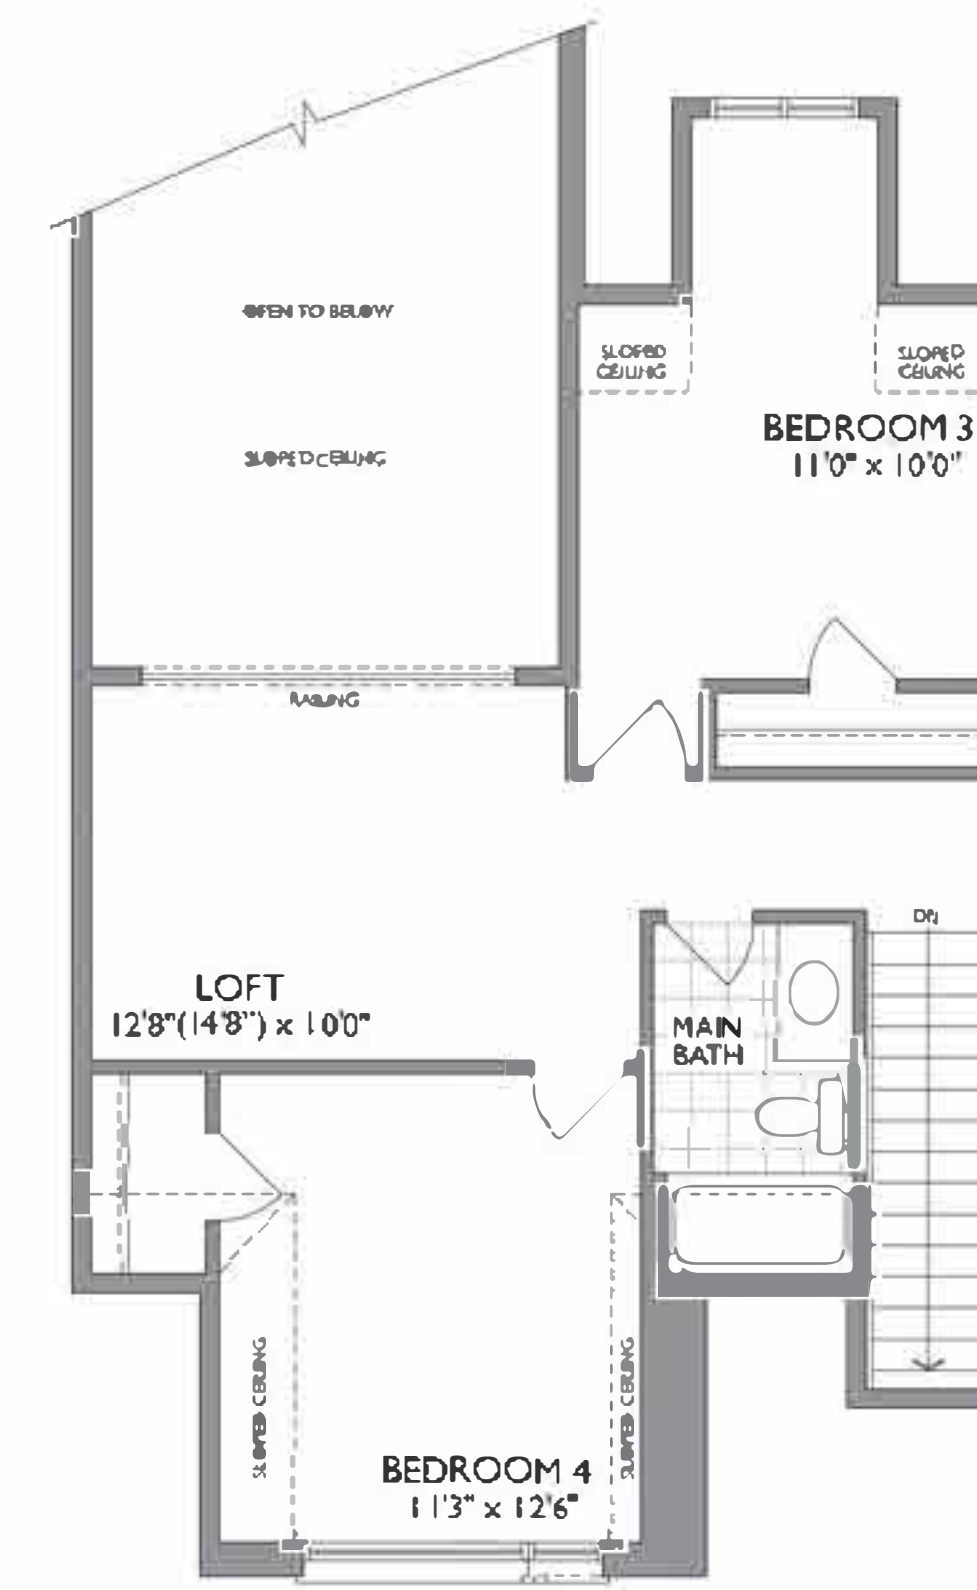 OPEN TO BELOW
SLOPED
CEILING
SLOPED
CEILING
BEDROOM 3
11'0" x 10'0"
SLOPED CEILING
RAILING
DN
LOFT
12'8"(14'8") x 10'0"
MAIN
BATH
SLOPED CEILING
SLOPED CEILING
BEDROOM 4
11'3" x 12'6"